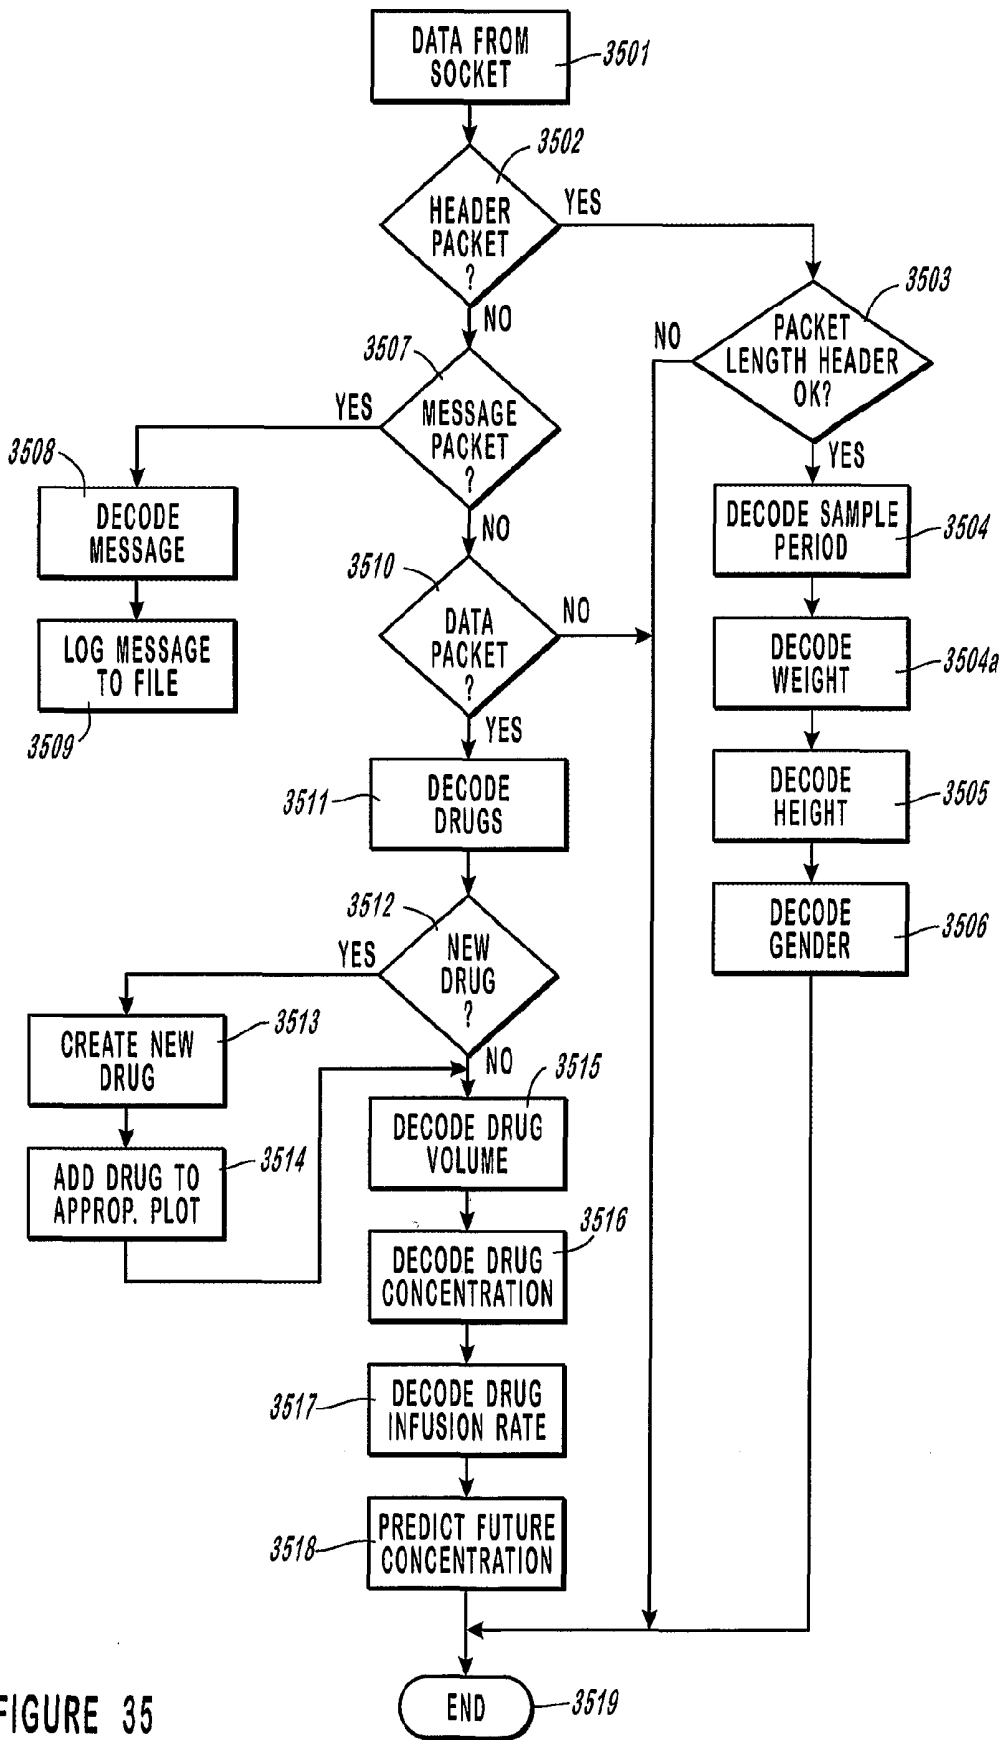 DATA FROM
SOCKET
3501
3502
HEADER
PACKET
?
YES
NO
3503
PACKET
LENGTH HEADER
OK?
NO
YES
3507
MESSAGE
PACKET
?
YES
NO
3508
DECODE
MESSAGE
LOG MESSAGE
TO FILE
3509
DECODE SAMPLE
PERIOD
3504
DECODE
WEIGHT
3504a
DECODE
HEIGHT
3505
DECODE
GENDER
3506
3510
DATA
PACKET
?
NO
YES
3511
DECODE
DRUGS
3512
NEW
DRUG
?
YES
NO
CREATE NEW
DRUG
3513
ADD DRUG TO
APPROP. PLOT
3514
3515
DECODE DRUG
VOLUME
3516
DECODE DRUG
CONCENTRATION
3517
DECODE DRUG
INFUSION RATE
3518
PREDICT FUTURE
CONCENTRATION
END
3519
FIGURE 35